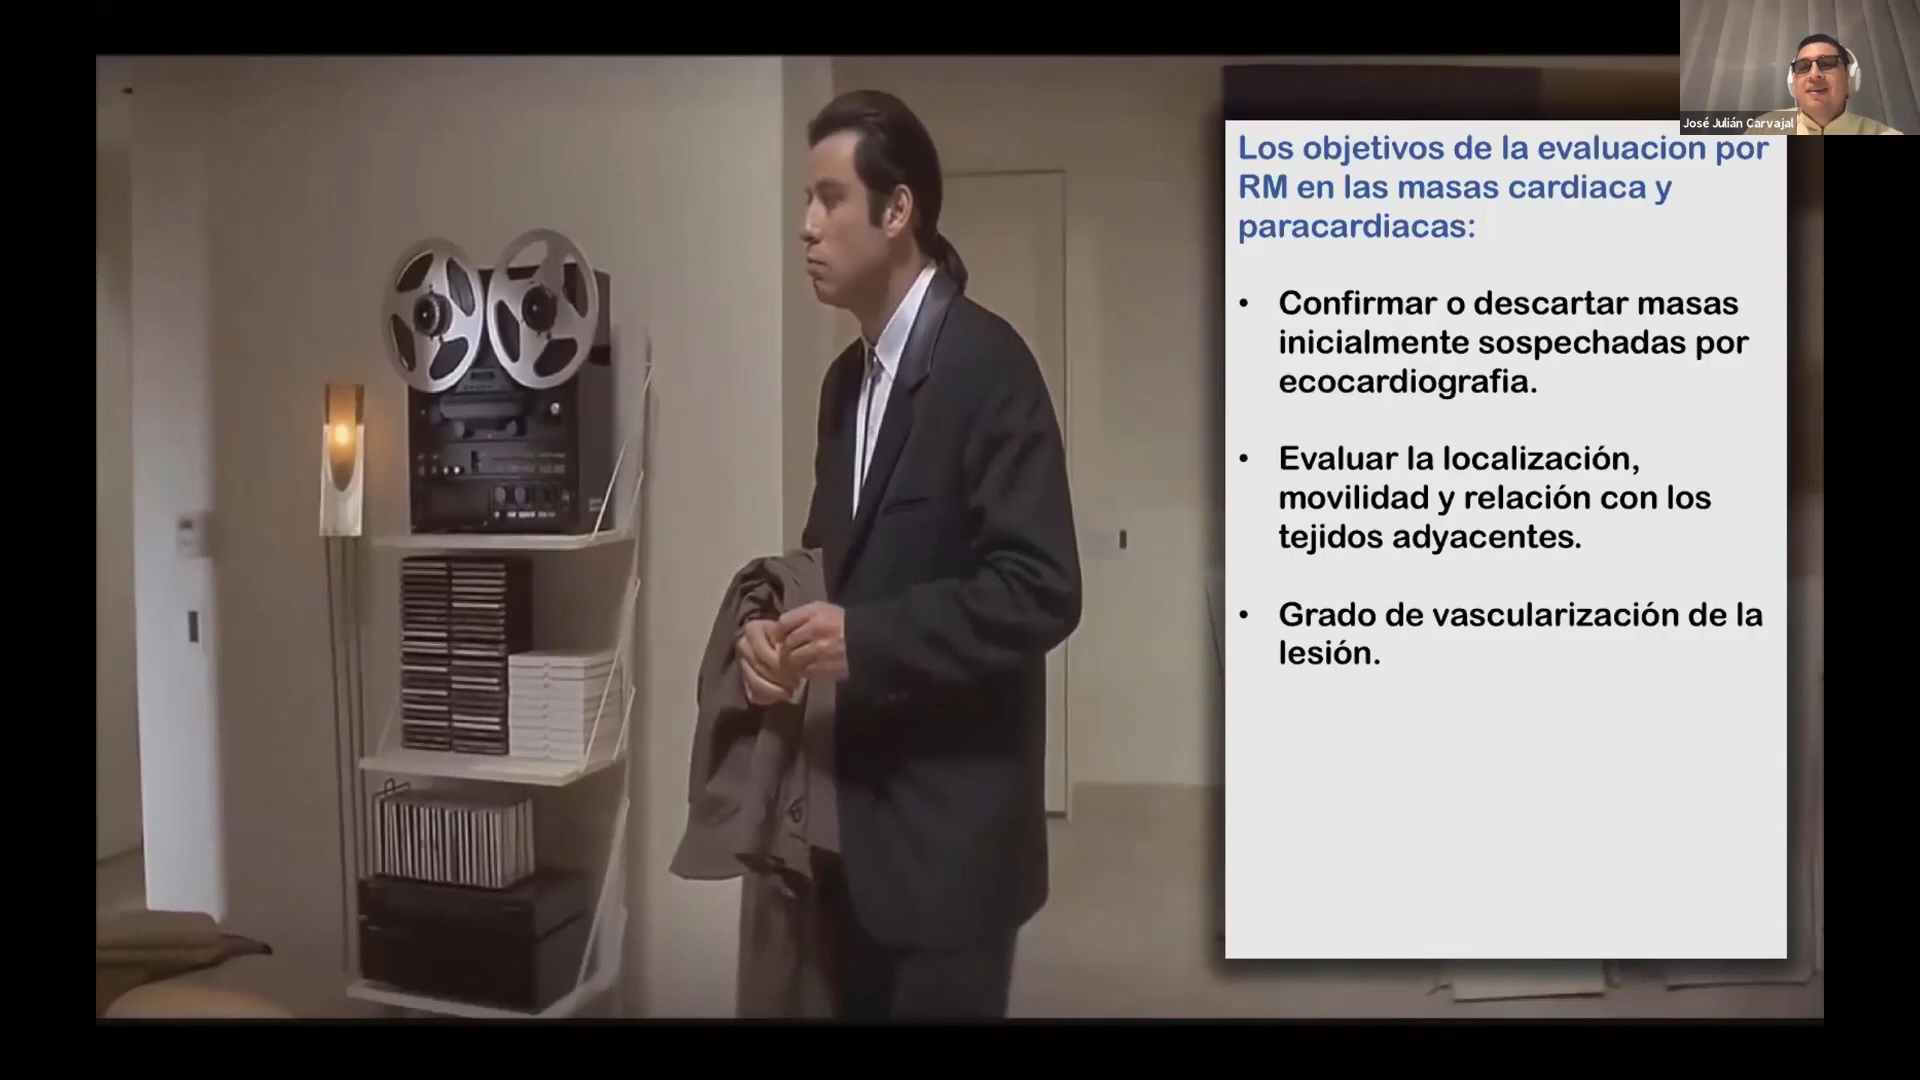 José Julián Carvajal
Los objetivos de la evaluacion por
RM en las masas cardiaca y
paracardiacas:
• Confirmar o descartar masas
inicialmente sospechadas por
ecocardiografia.
• Evaluar la localización,
movilidad y relación con los
tejidos adyacentes.
• Grado de vascularización de la
lesión.